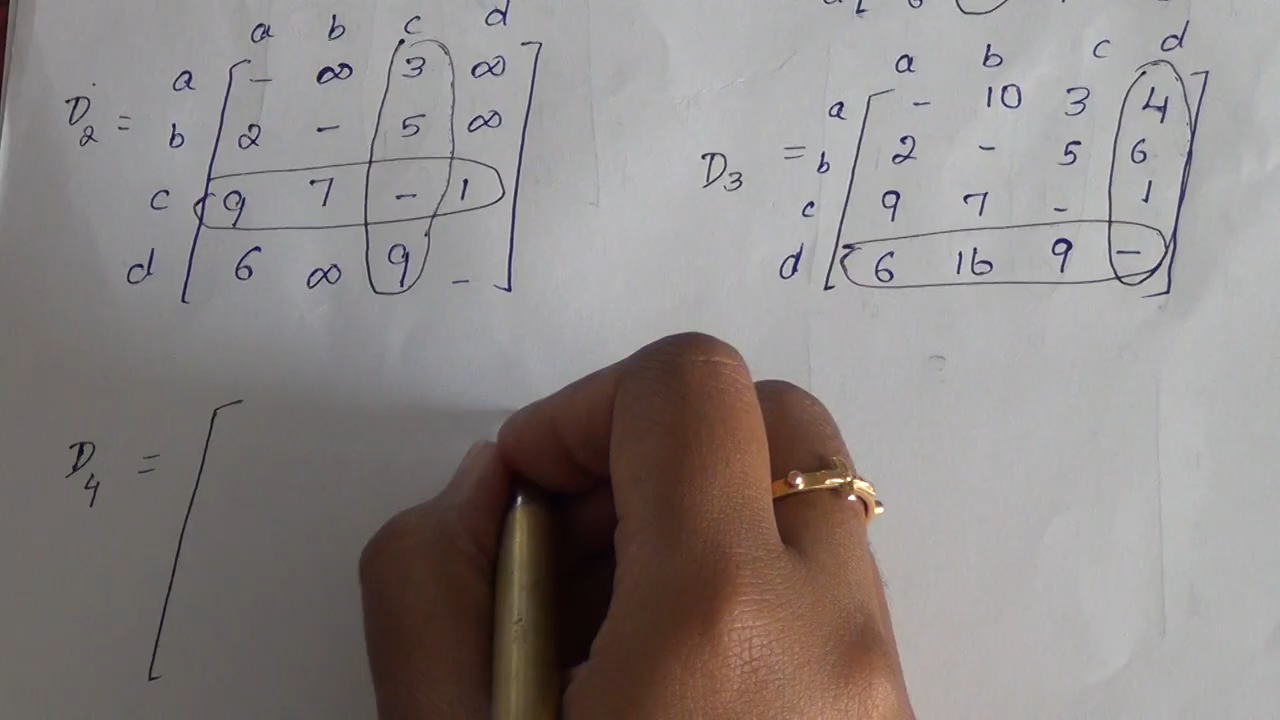 a b c d
D2 = a - ∞ 3 ∞
b 2 - 5 ∞
c 9 7 - 1
d 6 ∞ 9 -
a b c d
D3 = a - 10 3 4
b 2 - 5 6
c 9 7 - 1
d 6 16 9 -
D4 =